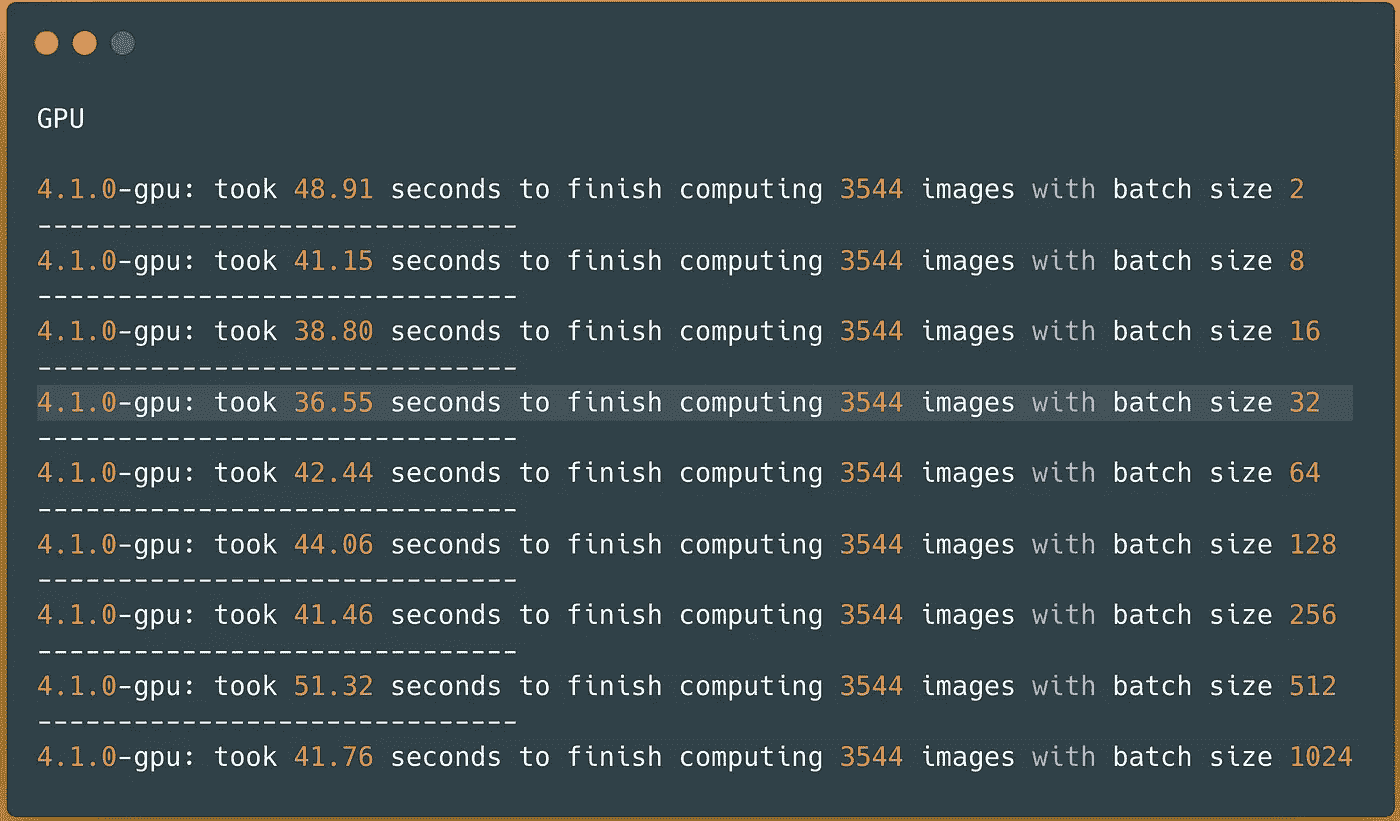 GPU
4.1.0-gpu: took 48.91 seconds to finish computing 3544 images with batch size 2
------------------------------
4.1.0-gpu: took 41.15 seconds to finish computing 3544 images with batch size 8
------------------------------
4.1.0-gpu: took 38.80 seconds to finish computing 3544 images with batch size 16
------------------------------
4.1.0-gpu: took 36.55 seconds to finish computing 3544 images with batch size 32
------------------------------
4.1.0-gpu: took 42.44 seconds to finish computing 3544 images with batch size 64
------------------------------
4.1.0-gpu: took 44.06 seconds to finish computing 3544 images with batch size 128
------------------------------
4.1.0-gpu: took 41.46 seconds to finish computing 3544 images with batch size 256
------------------------------
4.1.0-gpu: took 51.32 seconds to finish computing 3544 images with batch size 512
------------------------------
4.1.0-gpu: took 41.76 seconds to finish computing 3544 images with batch size 1024